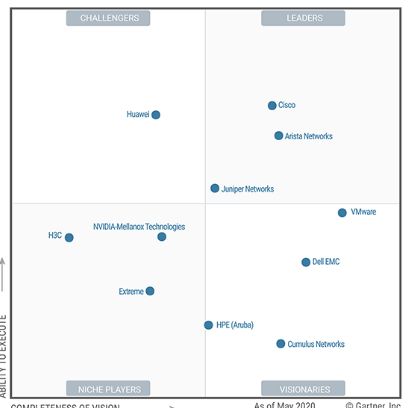 CHALLENGERS
LEADERS
Cisco
Huawei
Arista Networks
Juniper Networks
VMware
NVIDIA-Mellanox Technologies
H3C
Dell EMC
Extreme
HPE (Aruba)
Cumulus Networks
NICHE PLAYERS
VISIONARIES
ABILITY TO EXECUTE
COMPLETENESS OF VISION
As of May 2020
© Gartner, Inc